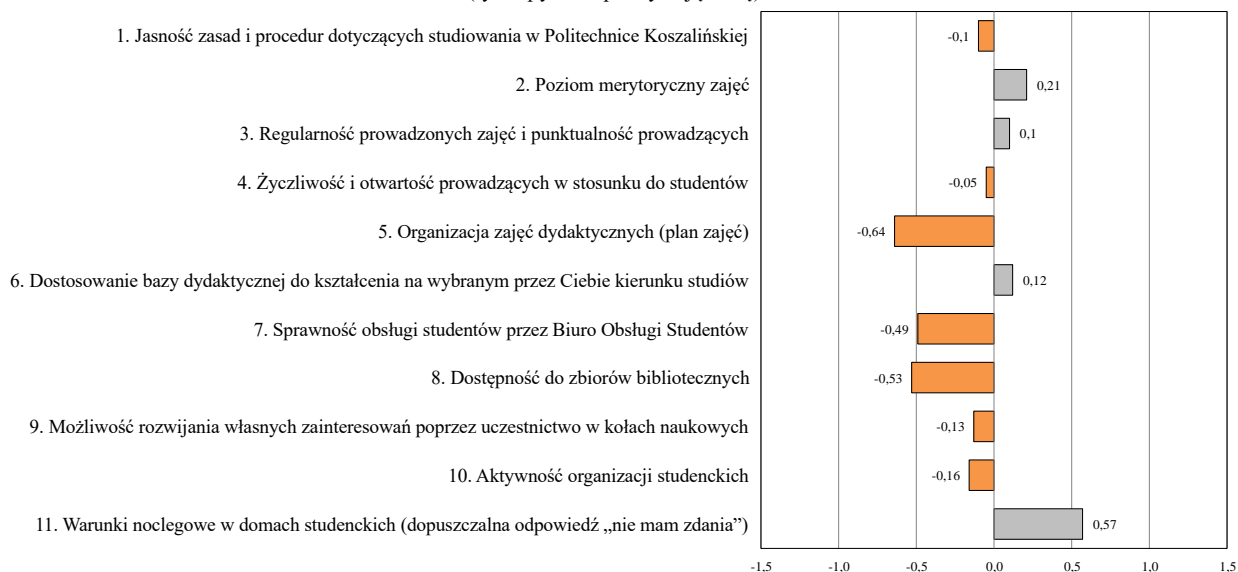 1. Jasność zasad i procedur dotyczących studiowania w Politechnice Koszalińskiej
-0,1
2. Poziom merytoryczny zajęć
0,21
3. Regularność prowadzonych zajęć i punktualność prowadzących
0,1
4. Życzliwość i otwartość prowadzących w stosunku do studentów
-0,05
5. Organizacja zajęć dydaktycznych (plan zajęć)
-0,64
6. Dostosowanie bazy dydaktycznej do kształcenia na wybranym przez Ciebie kierunku studiów
0,12
7. Sprawność obsługi studentów przez Biuro Obsługi Studentów
-0,49
8. Dostępność do zbiorów bibliotecznych
-0,53
9. Możliwość rozwijania własnych zainteresowań poprzez uczestnictwo w kołach naukowych
-0,13
10. Aktywność organizacji studenckich
-0,16
11. Warunki noclegowe w domach studenckich (dopuszczalna odpowiedź „nie mam zdania”)
0,57
-1,5 -1,0 -0,5 0,0 0,5 1,0 1,5